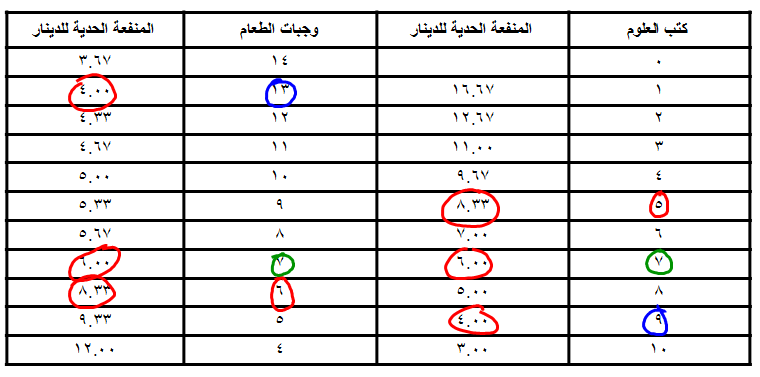 كتب العلوم | المنفعة الحدية للدينار | وجبات الطعام | المنفعة الحدية للدينار
٠ | | ١٤ | ٣.٦٧
١ | ١٦.٦٧ | ١٣ | ٤.٠٠
٢ | ١٢.٦٧ | ١٢ | ٤.٣٣
٣ | ١١.٠٠ | ١١ | ٤.٦٧
٤ | ٩.٦٧ | ١٠ | ٥.٠٠
٥ | ٨.٣٣ | ٩ | ٥.٣٣
٦ | ٧.٠٠ | ٨ | ٥.٦٧
٧ | ٦.٠٠ | ٧ | ٦.٠٠
٨ | ٥.٠٠ | ٦ | ٨.٣٣
٩ | ٤.٠٠ | ٥ | ٩.٣٣
١٠ | ٣.٠٠ | ٤ | ١٢.٠٠